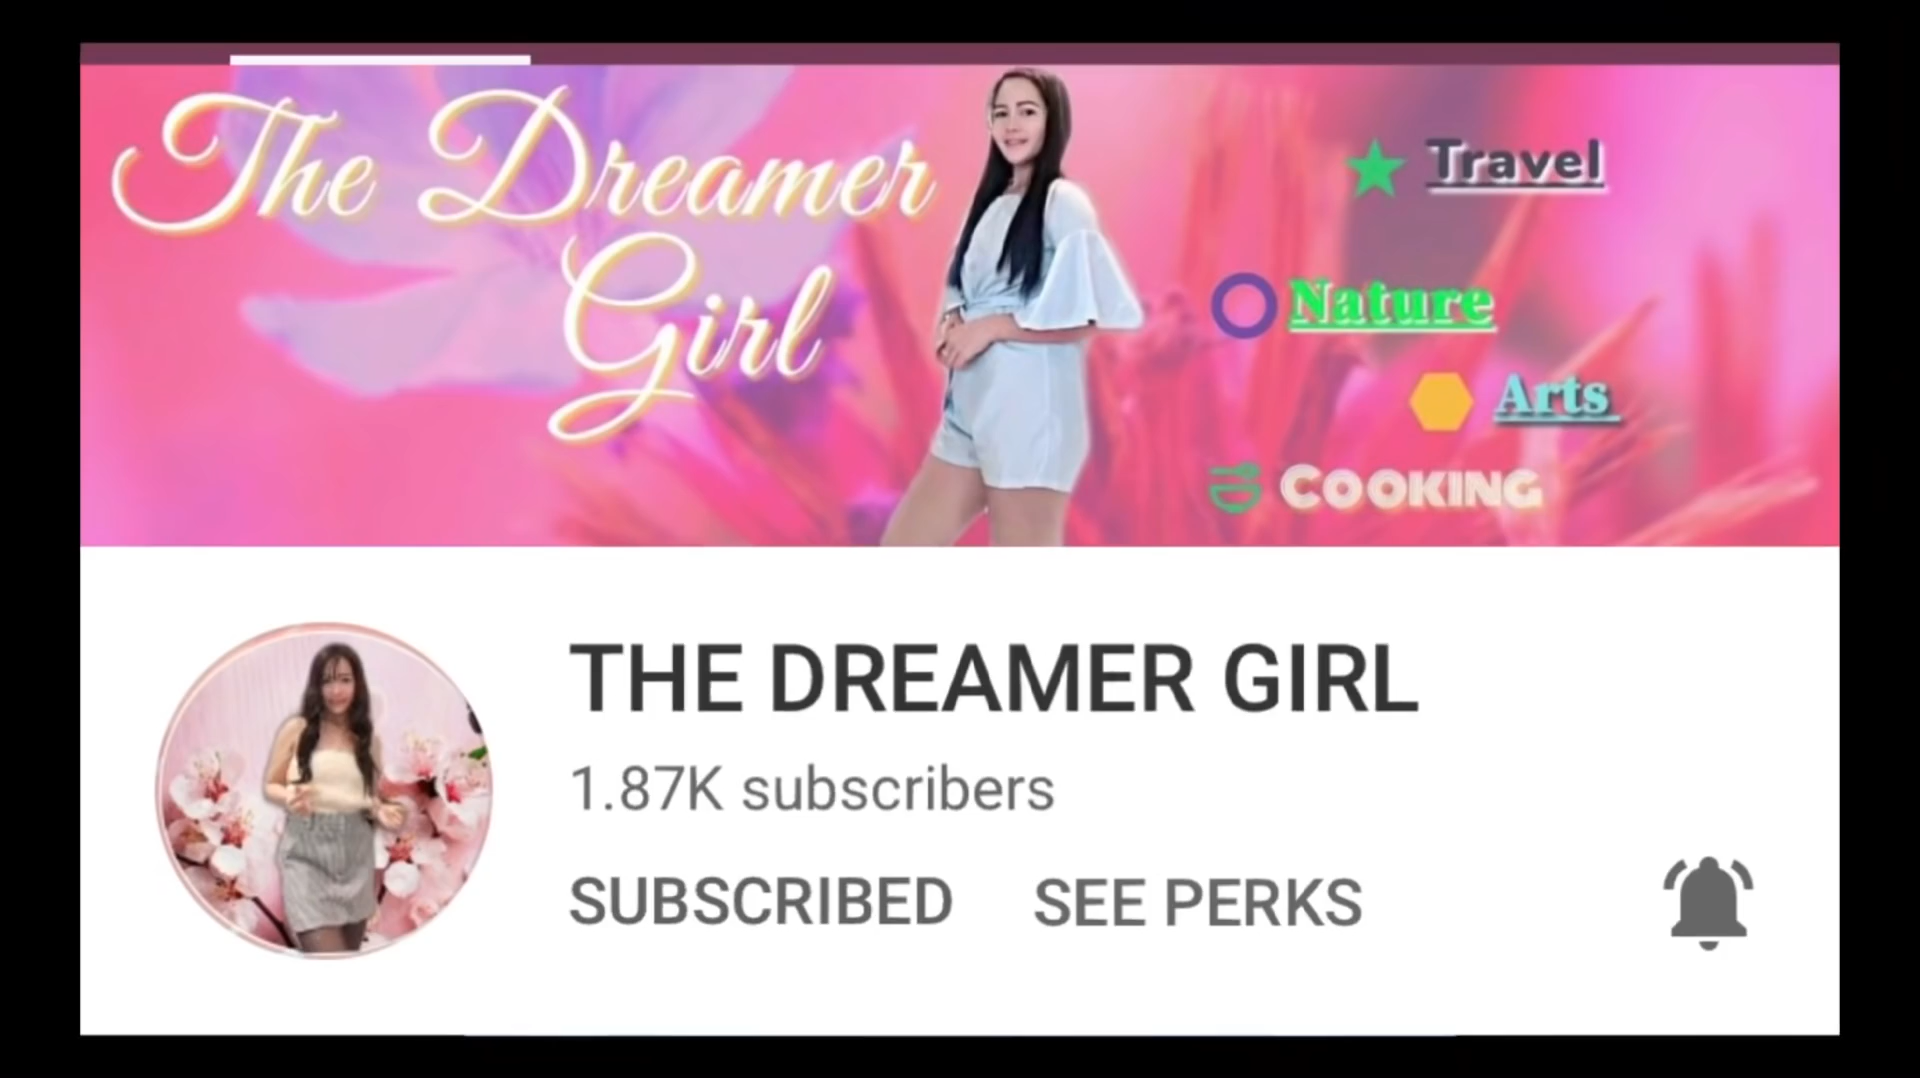 The Dreamer
Girl
Travel
Nature
Arts
COOKING
THE DREAMER GIRL
1.87K subscribers
SUBSCRIBED SEE PERKS